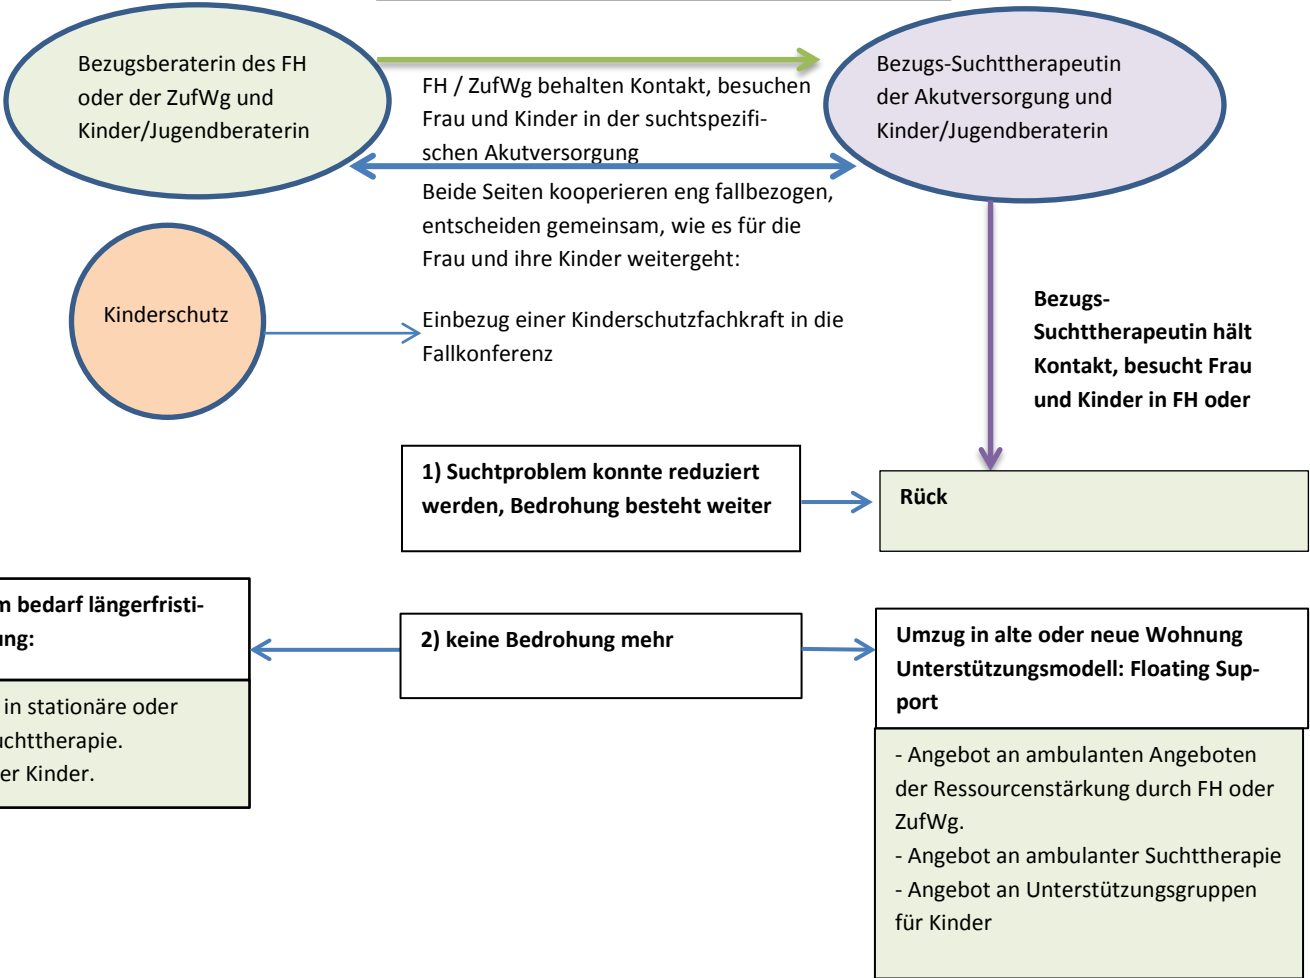 Bezugsberaterin des FH
oder der ZufWg und
Kinder/Jugendberaterin
FH / ZufWg behalten Kontakt, besuchen
Frau und Kinder in der suchtspezifi-
schen Akutversorgung
Beide Seiten kooperieren eng fallbezogen,
entscheiden gemeinsam, wie es für die
Frau und ihre Kinder weitergeht:
Bezugs-Suchttherapeutin
der Akutversorgung und
Kinder/Jugendberaterin
Kinderschutz
Einbezug einer Kinderschutzfachkraft in die
Fallkonferenz
Bezugs-
Suchttherapeutin hält
Kontakt, besucht Frau
und Kinder in FH oder
1) Suchtproblem konnte reduziert
werden, Bedrohung besteht weiter
Rück
m bedarf längerfristi-
ung:
in stationäre oder
uchttherapie.
er Kinder.
2) keine Bedrohung mehr
Umzug in alte oder neue Wohnung
Unterstützungsmodell: Floating Sup-
port
- Angebot an ambulanten Angeboten
der Ressourcenstärkung durch FH oder
ZufWg.
- Angebot an ambulanter Suchttherapie
- Angebot an Unterstützungsgruppen
für Kinder